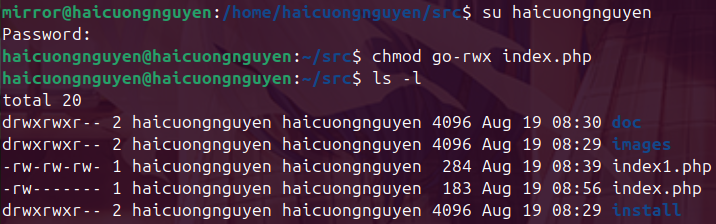 mirror@haicuongnguyen:/home/haicuongnguyen/src$ su haicuongnguyen
Password:
haicuongnguyen@haicuongnguyen:~/src$ chmod go-rwx index.php
haicuongnguyen@haicuongnguyen:~/src$ ls -l
total 20
drwxrwxr-- 2 haicuongnguyen haicuongnguyen 4096 Aug 19 08:30 doc
drwxrwxr-- 2 haicuongnguyen haicuongnguyen 4096 Aug 19 08:29 images
-rw-rw-rw- 1 haicuongnguyen haicuongnguyen  284 Aug 19 08:39 index1.php
-rw------- 1 haicuongnguyen haicuongnguyen  183 Aug 19 08:56 index.php
drwxrwxr-- 2 haicuongnguyen haicuongnguyen 4096 Aug 19 08:29 install